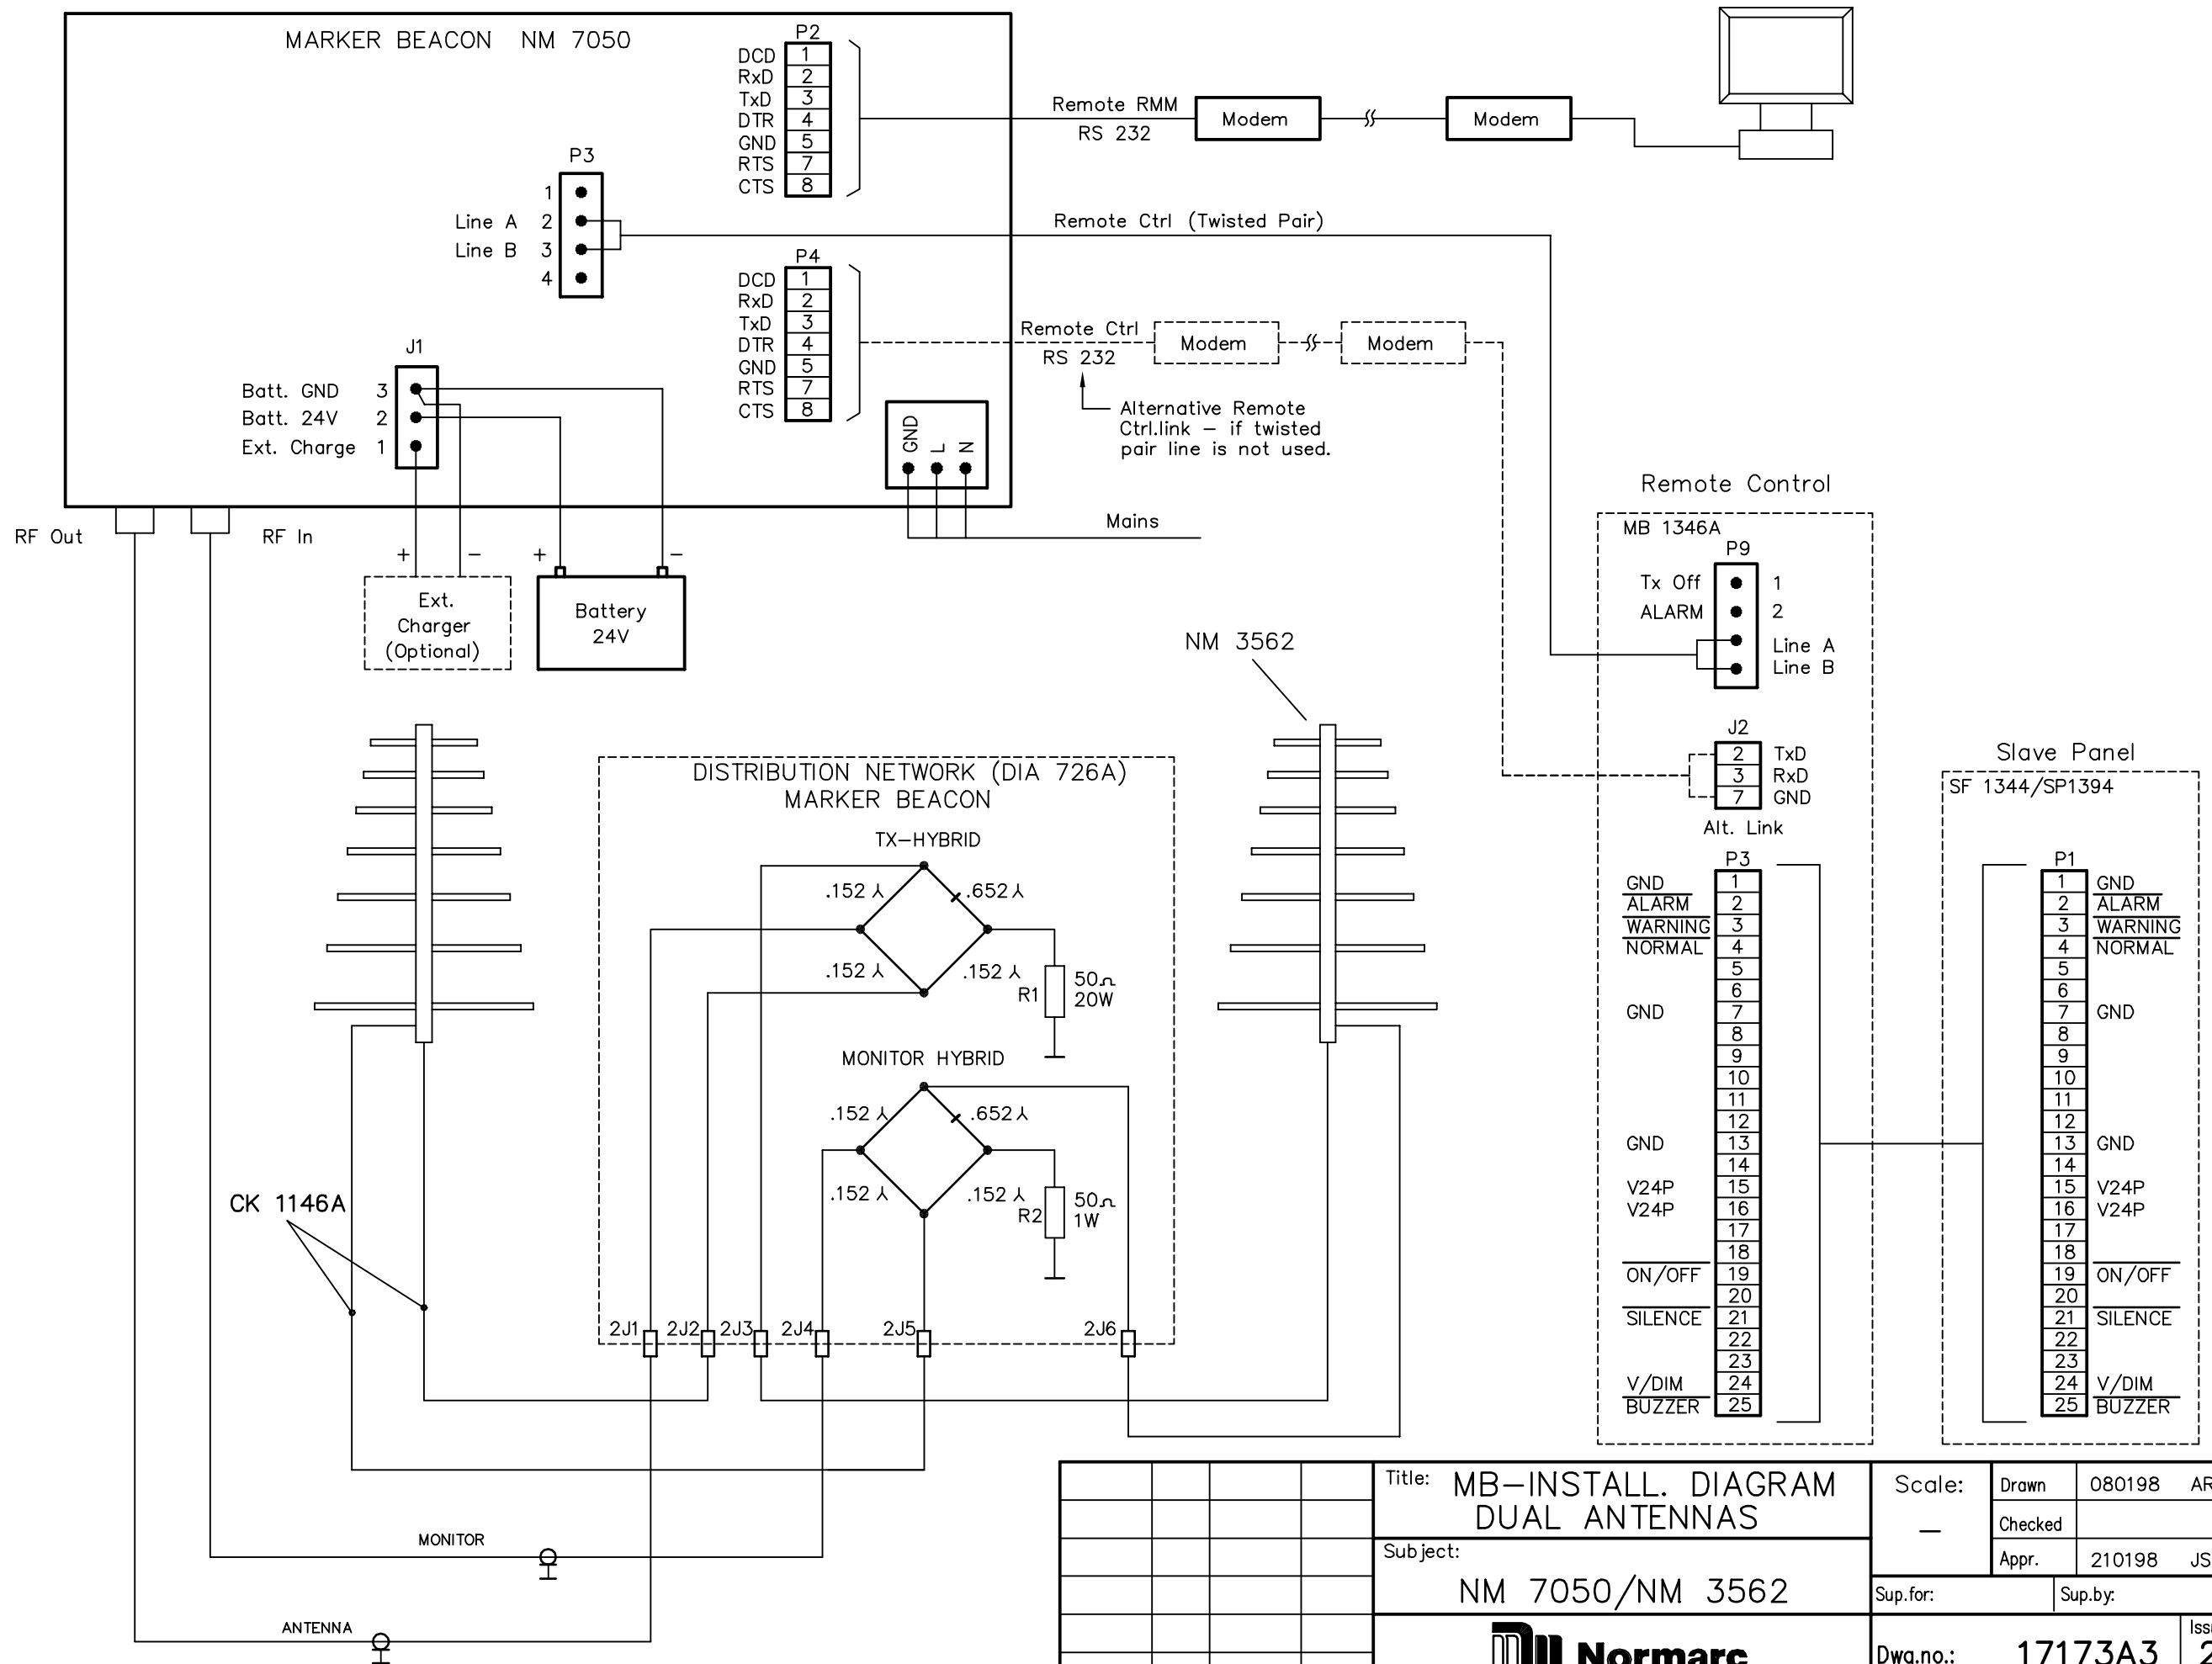 MARKER BEACON NM 7050
P2
DCD 1
RxD 2
TxD 3
DTR 4
GND 5
RTS 7
CTS 8
Remote RMM
RS 232
Modem
Modem
P3
1
Line A 2
Line B 3
4
Remote Ctrl (Twisted Pair)
P4
DCD 1
RxD 2
TxD 3
DTR 4
GND 5
RTS 7
CTS 8
Remote Ctrl
RS 232
Modem
Modem
Alternative Remote
Ctrl.link – if twisted
pair line is not used.
J1
Batt. GND 3
Batt. 24V 2
Ext. Charge 1
GND
L
N
Mains
RF Out
RF In
+ –
+ –
Ext.
Charger
(Optional)
Battery
24V
Remote Control
MB 1346A
P9
Tx Off 1
ALARM 2
Line A
Line B
J2
2 TxD
3 RxD
7 GND
Alt. Link
P3
GND 1
ALARM 2
WARNING 3
NORMAL 4
5
6
GND 7
8
9
10
11
12
GND 13
14
V24P 15
V24P 16
17
18
ON/OFF 19
20
SILENCE 21
22
23
V/DIM 24
BUZZER 25
Slave Panel
SF 1344/SP1394
P1
1 GND
2 ALARM
3 WARNING
4 NORMAL
5
6
7 GND
8
9
10
11
12
13 GND
14
15 V24P
16 V24P
17
18
19 ON/OFF
20
21 SILENCE
22
23
24 V/DIM
25 BUZZER
NM 3562
DISTRIBUTION NETWORK (DIA 726A)
MARKER BEACON
TX–HYBRID
.152 ⅄ .652 ⅄
.152 ⅄ .152 ⅄
R1
50Ω
20W
MONITOR HYBRID
.152 ⅄ .652 ⅄
.152 ⅄ .152 ⅄
R2
50Ω
1W
CK 1146A
2J1 2J2 2J3 2J4 2J5 2J6
MONITOR
ANTENNA
Title: MB–INSTALL. DIAGRAM
DUAL ANTENNAS
Subject:
NM 7050/NM 3562
Normarc
Scale:
–
Drawn 080198 AR
Checked
Appr. 210198 JS
Sup.for: Sup.by:
Dwg.no.: 17173A3
2